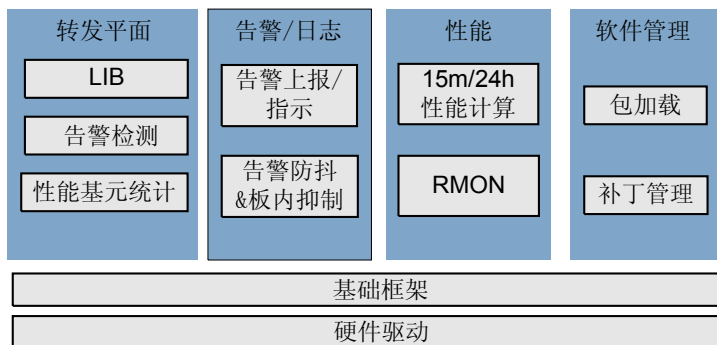 转发平面
LIB
告警检测
性能基元统计
告警/日志
告警上报/
指示
告警防抖
&板内抑制
性能
15m/24h
性能计算
RMON
软件管理
包加载
补丁管理
基础框架
硬件驱动